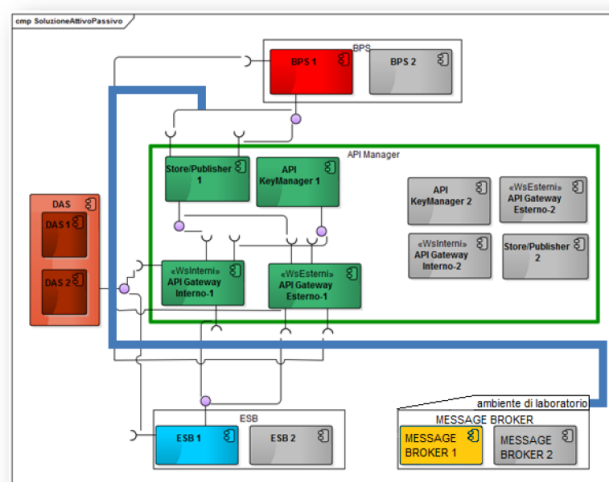 cmp SoluzioneAttivoPassivo
BPS
BPS 1
BPS 2
API Manager
Store/Publisher
1
API
KeyManager 1
API
KeyManager 2
«WsEsterni»
API Gateway
Esterno-2
DAS
DAS 1
DAS 2
«WsInterni»
API Gateway
Interno-1
«WsEsterni»
API Gateway
Esterno-1
«WsInterni»
API Gateway
Interno-2
Store/Publisher
2
ambiente di laboratorio
ESB
ESB 1
ESB 2
MESSAGE BROKER
MESSAGE
BROKER 1
MESSAGE
BROKER 2